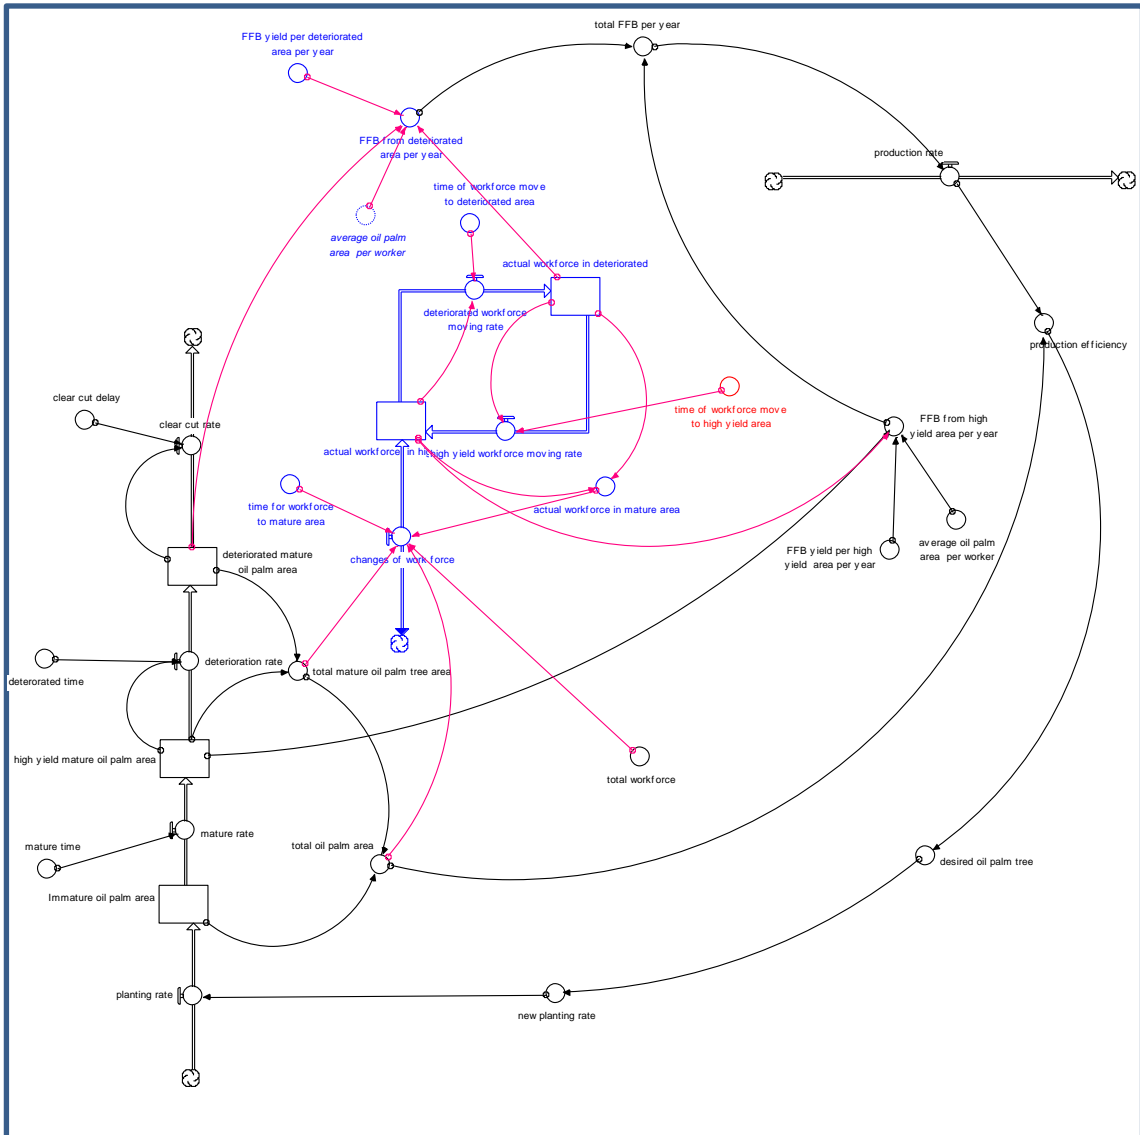 total FFB per year
FFB yield per deteriorated
area per year
FFB from deteriorated
area per year
production rate
time of workforce move
to deteriorated area
average oil palm
area per worker
actual workforce in deteriorated
deteriorated workforce
moving rate
production efficiency
clear cut delay
clear cut rate
time of workforce move
to high yield area
FFB from high
yield area per year
actual workforce in high
high yield workforce moving rate
time for workforce
to mature area
actual workforce in mature area
changes of work force
FFB yield per high
yield area per year
average oil palm
area per worker
deteriorated mature
oil palm area
deterioration rate
deterorated time
total mature oil palm tree area
high yield mature oil palm area
total workforce
mature rate
mature time
total oil palm area
desired oil palm tree
Immature oil palm area
planting rate
new planting rate